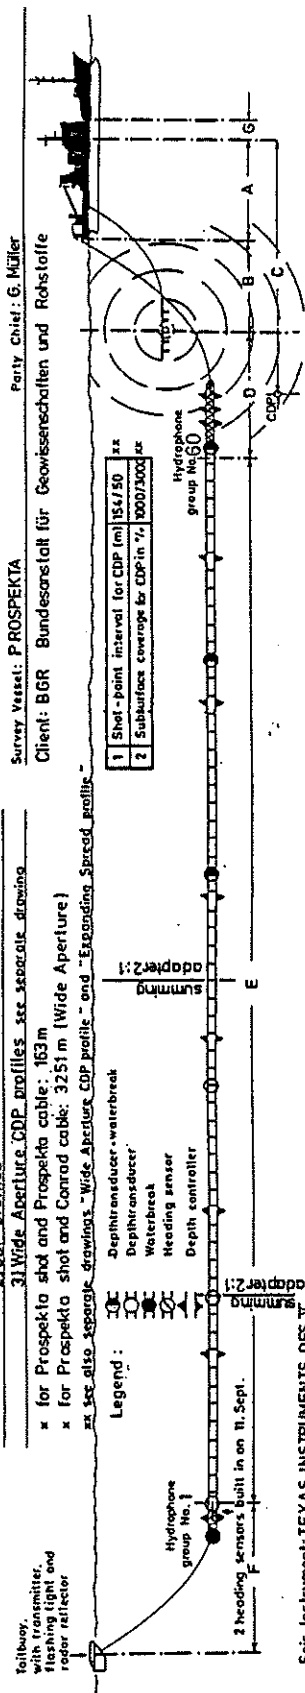 Survey Vessel: PROSPEKTA
Party Chief: G. Müller
Client: BGR Bundesanstalt für Geowissenschaften und Rohstoffe
3) Wide Aperture CDP profiles see separate drawing
x for Prospekta shot and Prospekta cable: 163 m
x for Prospekta shot and Conrad cable: 3251 m (Wide Aperture)
xx see also separate drawings "Wide Aperture CDP profile" and "Expanding Spread profile"
1 Shot-point interval for CDP (m) 154/50 xx
2 Subsurface coverage for CDP in % 1000/3000 xx
Tailbuoy,
with transmitter,
flashing light and
radar reflector
Legend:
Depthtransducer + waterbreak
Depthtransducer
Waterbreak
Heading sensor
Depth controller
summing
adapter 2:1
summing
adapter 2:1
Hydrophone
group No. 1
Hydrophone
group No. 60
2 heading sensors built in on 11. Sept.
F
E
D
B
A
G
C
CDP
TEXAS INSTRUMENTS DFS